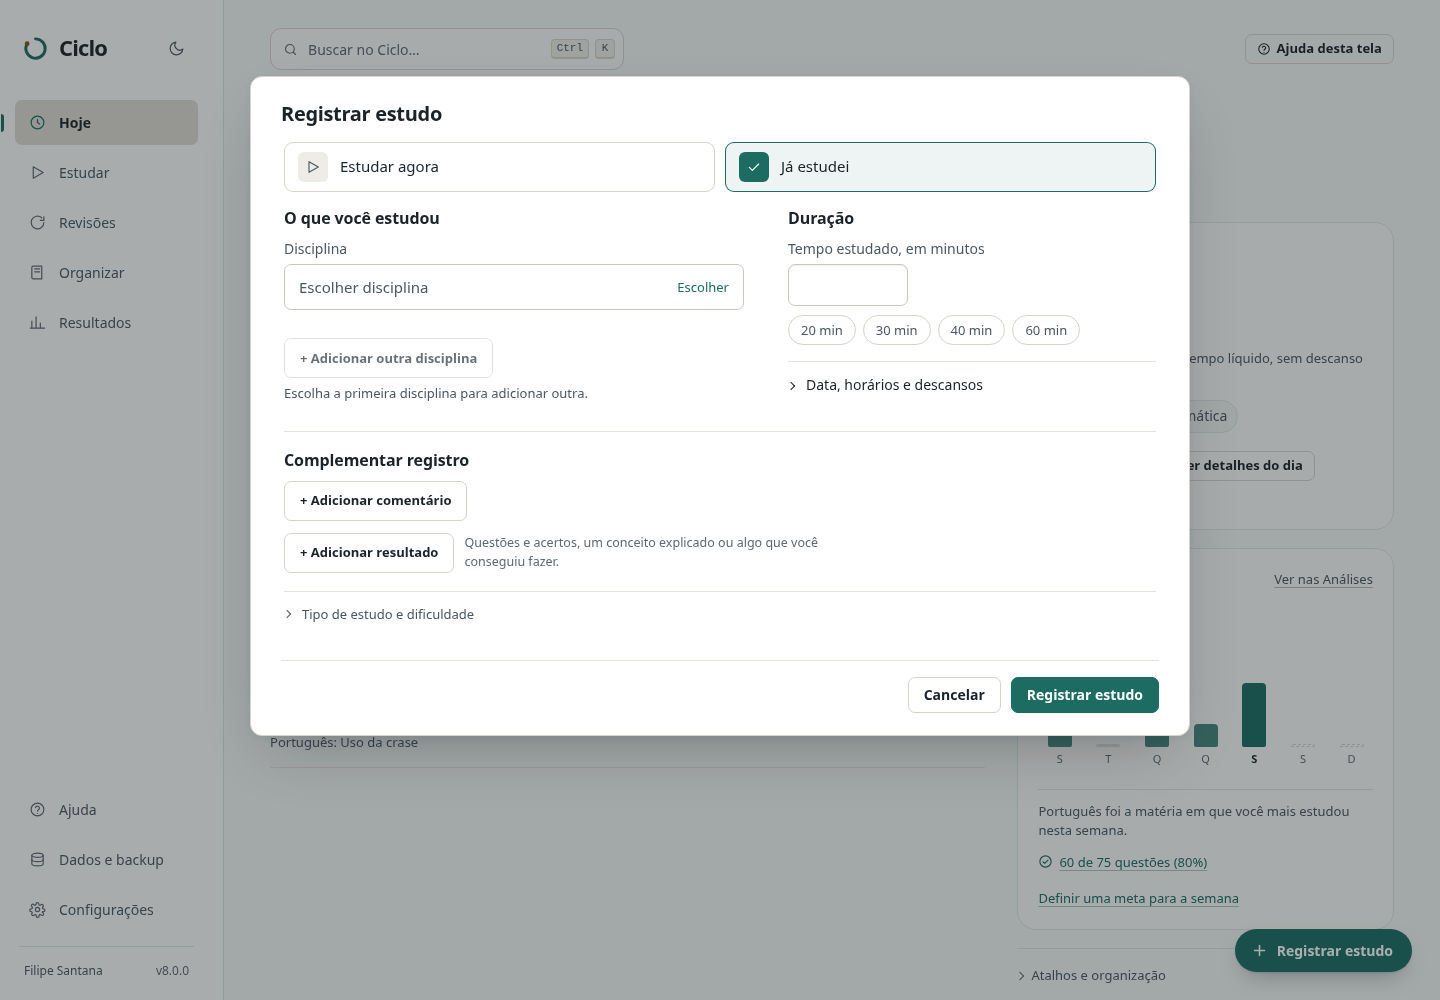 Ciclo
Buscar no Ciclo...
Ctrl K
Ajuda desta tela
Hoje
Estudar
Revisões
Organizar
Resultados
Registrar estudo
Estudar agora
Já estudei
O que você estudou
Disciplina
Escolher disciplina
Escolher
+ Adicionar outra disciplina
Escolha a primeira disciplina para adicionar outra.
Duração
Tempo estudado, em minutos
20 min
30 min
40 min
60 min
Data, horários e descansos
Complementar registro
+ Adicionar comentário
+ Adicionar resultado
Questões e acertos, um conceito explicado ou algo que você
conseguiu fazer.
Tipo de estudo e dificuldade
Cancelar
Registrar estudo
empo líquido, sem descanso
nática
er detalhes do dia
Ver nas Análises
S T Q Q S S D
Português foi a matéria em que você mais estudou
nesta semana.
60 de 75 questões (80%)
Definir uma meta para a semana
Português: Uso da crase
Atalhos e organização
Registrar estudo
Ajuda
Dados e backup
Configurações
Filipe Santana
v8.0.0